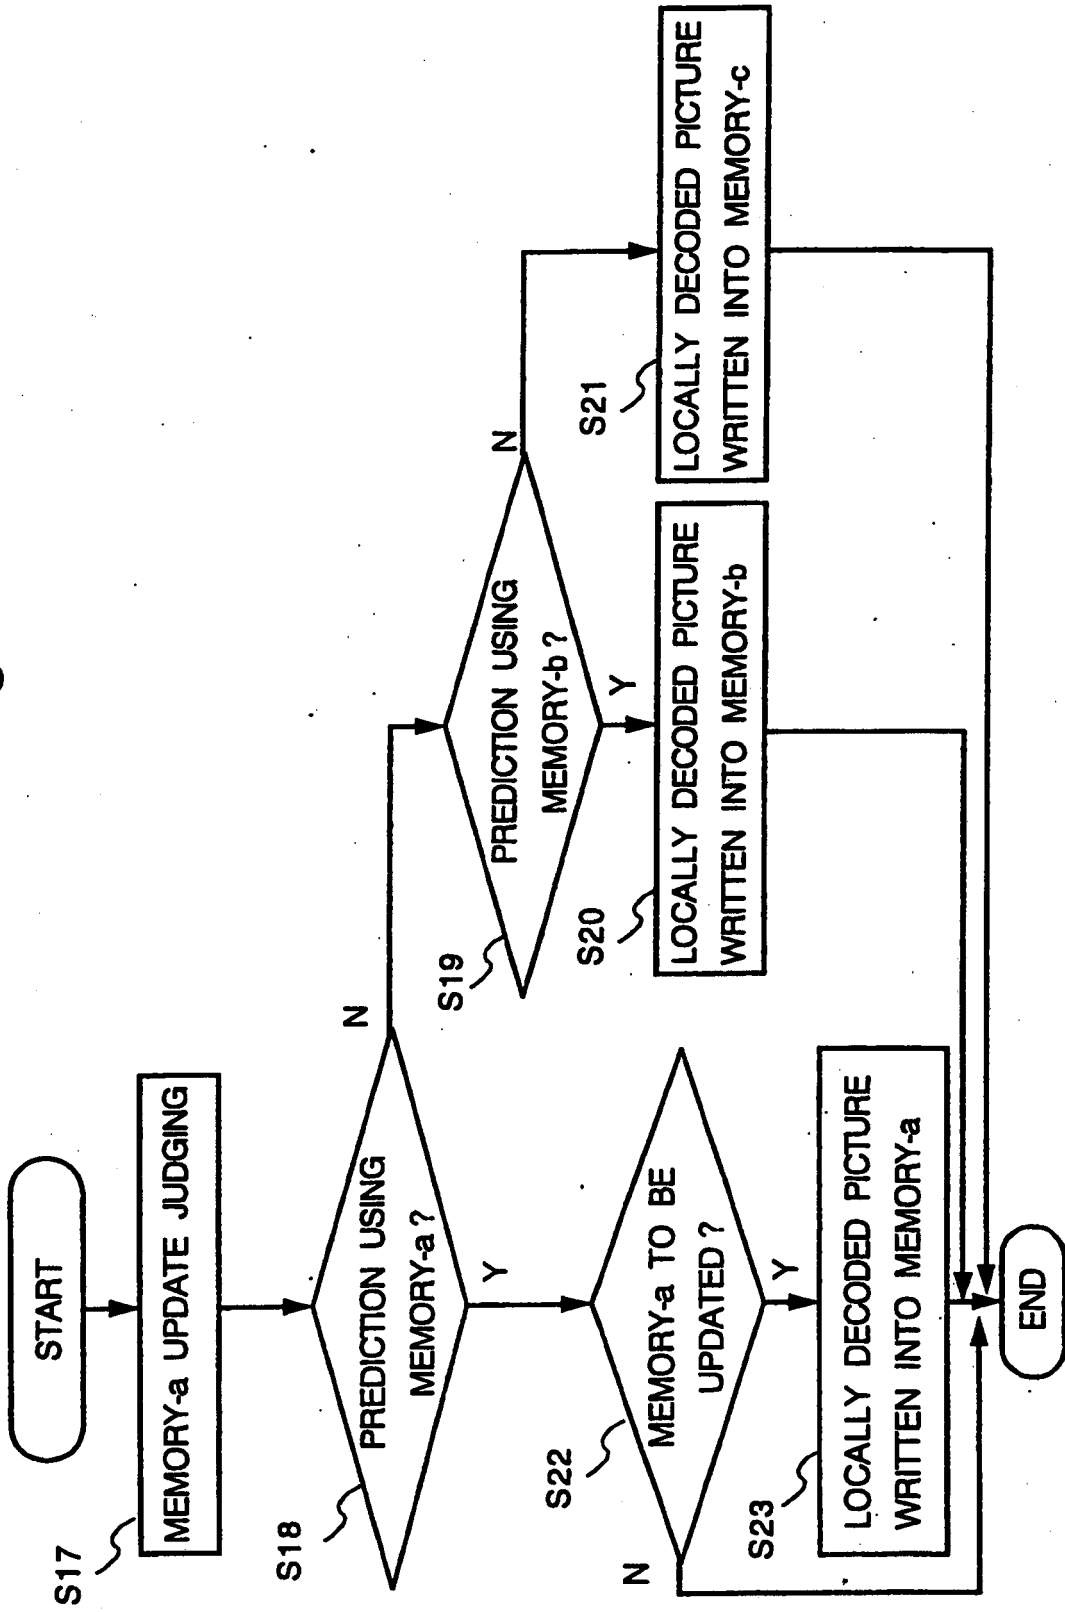 START
S17
MEMORY-a UPDATE JUDGING
S18
PREDICTION USING
MEMORY-a ?
N
Y
S19
PREDICTION USING
MEMORY-b ?
N
Y
S20
LOCALLY DECODED PICTURE
WRITTEN INTO MEMORY-b
S21
LOCALLY DECODED PICTURE
WRITTEN INTO MEMORY-c
S22
MEMORY-a TO BE
UPDATED ?
N
Y
S23
LOCALLY DECODED PICTURE
WRITTEN INTO MEMORY-a
END